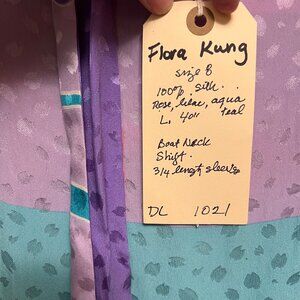 Flora Kung
size 8
100% silk.
Rose, lilac, aqua
L, 40" teal
Boat Neck
Shift.
3/4 length sleeves
DL 1021